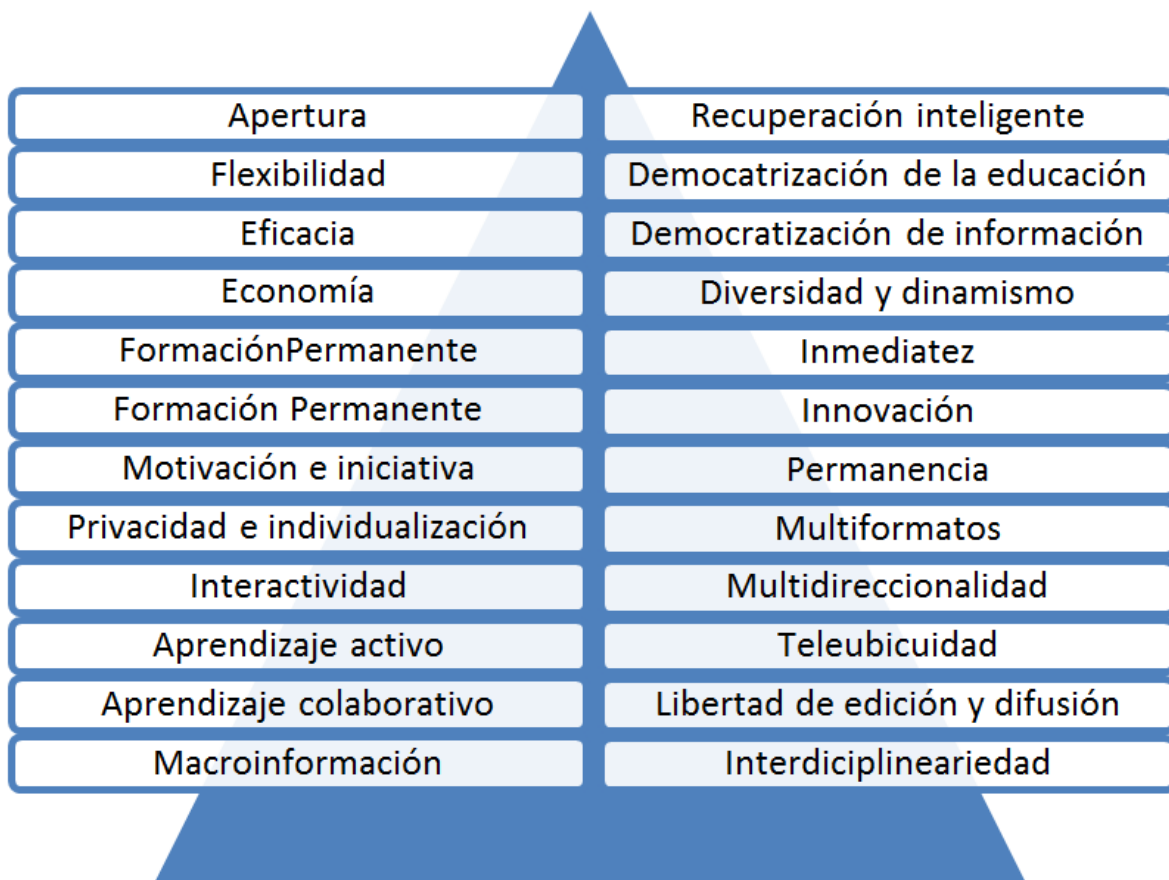 Apertura
Recuperación inteligente
Flexibilidad
Democatrización de la educación
Eficacia
Democratización de información
Economía
Diversidad y dinamismo
FormaciónPermanente
Inmediatez
Formación Permanente
Innovación
Motivación e iniciativa
Permanencia
Privacidad e individualización
Multiformatos
Interactividad
Multidireccionalidad
Aprendizaje activo
Teleubicuidad
Aprendizaje colaborativo
Libertad de edición y difusión
Macroinformación
Interdiciplineariedad